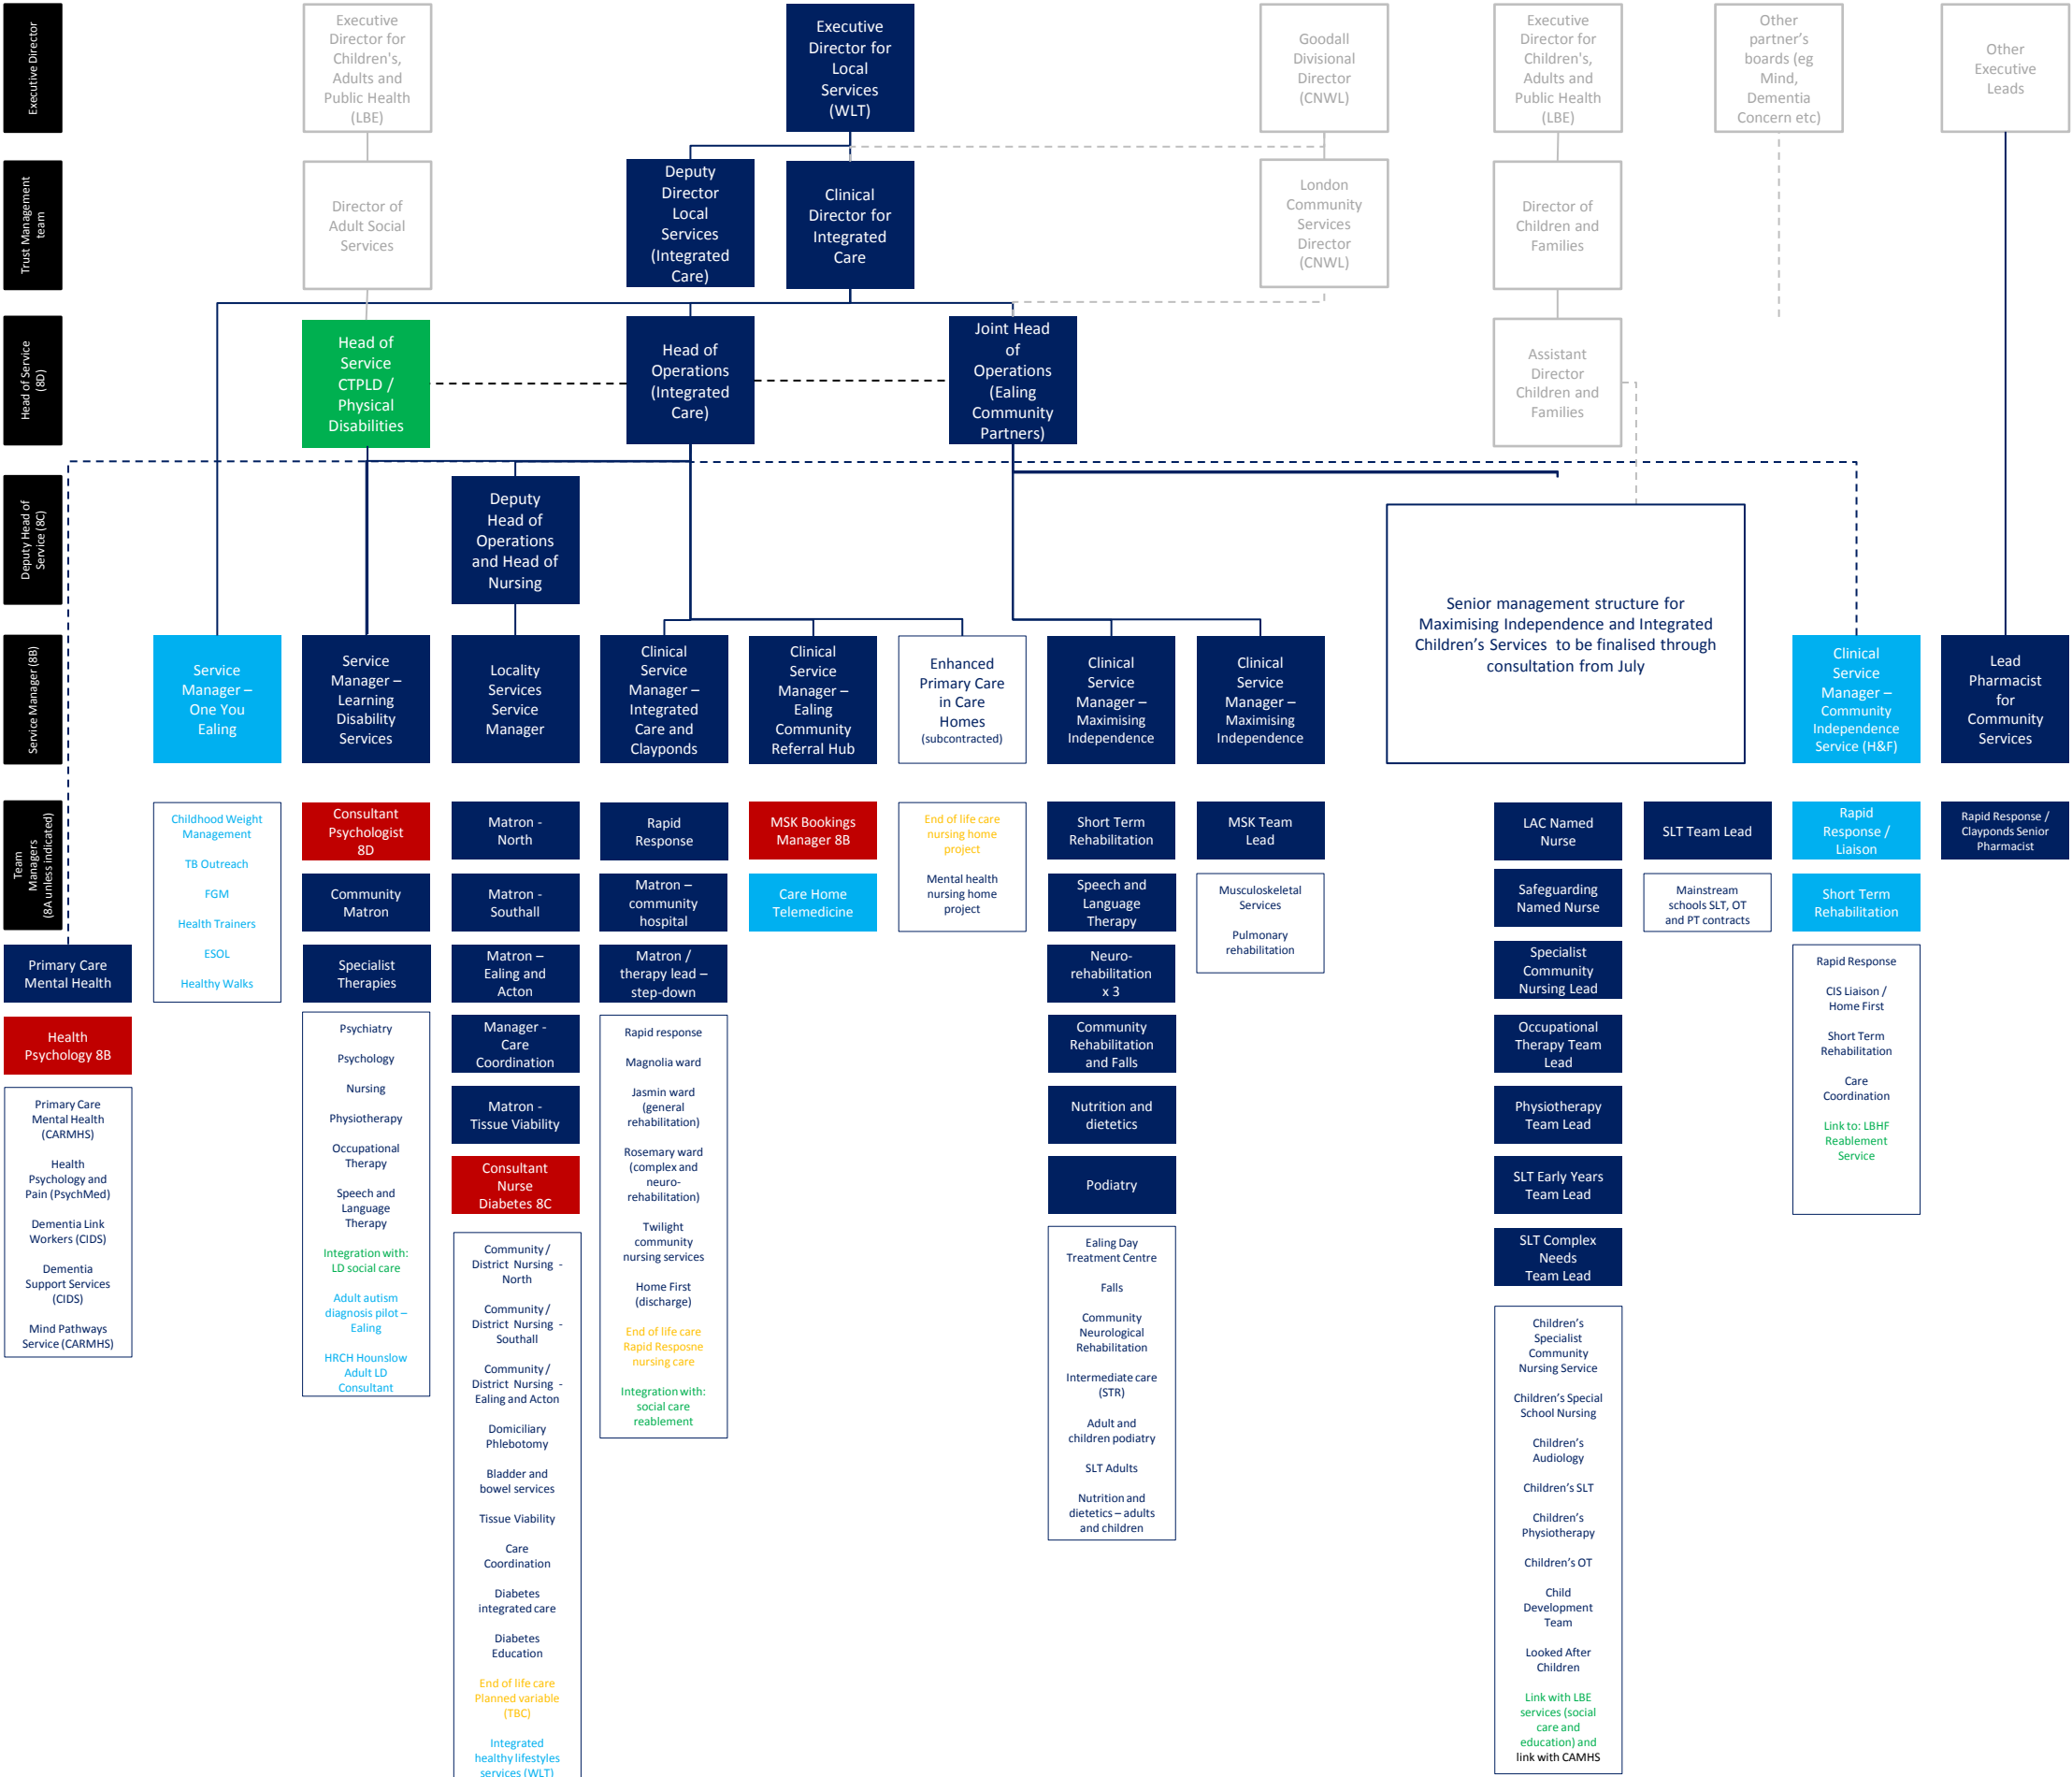 Executive Director
Executive
Director for
Children's,
Adults and
Public Health
(LBE)
Executive
Director for
Local
Services
(WLT)
Goodall
Divisional
Director
(CNWL)
Executive
Director for
Children's,
Adults and
Public Health
(LBE)
Other
partner's
boards (eg
Mind,
Dementia
Concern etc)
Other
Executive
Leads
Trust Management
team
Director of
Adult Social
Services
Deputy
Director
Local
Services
(Integrated
Care)
Clinical
Director for
Integrated
Care
London
Community
Services
Director
(CNWL)
Director of
Children and
Families
Head of Service
(8D)
Head of
Service
CTPLD /
Physical
Disabilities
Head of
Operations
(Integrated
Care)
Joint Head
of
Operations
(Ealing
Community
Partners)
Assistant
Director
Children and
Families
Deputy Head of
Service (8C)
Deputy
Head of
Operations
and Head of
Nursing
Senior management structure for
Maximising Independence and Integrated
Children's Services to be finalised through
consultation from July
Service Manager (8B)
Service
Manager –
One You
Ealing
Service
Manager –
Learning
Disability
Services
Locality
Services
Service
Manager
Clinical
Service
Manager –
Integrated
Care and
Clayponds
Clinical
Service
Manager –
Ealing
Community
Referral Hub
Enhanced
Primary Care
in Care
Homes
(subcontracted)
Clinical
Service
Manager –
Maximising
Independence
Clinical
Service
Manager –
Maximising
Independence
Clinical
Service
Manager –
Community
Independence
Service (H&F)
Lead
Pharmacist
for
Community
Services
Team
Managers
(8A unless indicated)
Primary Care
Mental Health
Health
Psychology 8B
Primary Care
Mental Health
(CARMHS)
Health
Psychology and
Pain (PsychMed)
Dementia Link
Workers (CIDS)
Dementia
Support Services
(CIDS)
Mind Pathways
Service (CARMHS)
Childhood Weight
Management
TB Outreach
FGM
Health Trainers
ESOL
Healthy Walks
Consultant
Psychologist
8D
Community
Matron
Specialist
Therapies
Psychiatry
Psychology
Nursing
Physiotherapy
Occupational
Therapy
Speech and
Language
Therapy
Integration with:
LD social care
Adult autism
diagnosis pilot –
Ealing
HRCH Hounslow
Adult LD
Consultant
Matron -
North
Matron -
Southall
Matron –
Ealing and
Acton
Manager -
Care
Coordination
Matron -
Tissue Viability
Consultant
Nurse
Diabetes 8C
Community /
District Nursing -
North
Community /
District Nursing -
Southall
Community /
District Nursing -
Ealing and Acton
Domiciliary
Phlebotomy
Bladder and
bowel services
Tissue Viability
Care
Coordination
Diabetes
integrated care
Diabetes
Education
End of life care
Planned variable
(TBC)
Integrated
healthy lifestyles
services (WLT)
Rapid
Response
Matron –
community
hospital
Matron /
therapy lead –
step-down
Rapid response
Magnolia ward
Jasmin ward
(general
rehabilitation)
Rosemary ward
(complex and
neuro-
rehabilitation)
Twilight
community
nursing services
Home First
(discharge)
End of life care
Rapid Resposne
nursing care
Integration with:
social care
reablement
MSK Bookings
Manager 8B
Care Home
Telemedicine
End of life care
nursing home
project
Mental health
nursing home
project
Short Term
Rehabilitation
Speech and
Language
Therapy
Neuro-
rehabilitation
x 3
Community
Rehabilitation
and Falls
Nutrition and
dietetics
Podiatry
Ealing Day
Treatment Centre
Falls
Community
Neurological
Rehabilitation
Intermediate care
(STR)
Adult and
children podiatry
SLT Adults
Nutrition and
dietetics – adults
and children
MSK Team
Lead
Musculoskeletal
Services
Pulmonary
rehabilitation
LAC Named
Nurse
Safeguarding
Named Nurse
Specialist
Community
Nursing Lead
Occupational
Therapy Team
Lead
Physiotherapy
Team Lead
SLT Early Years
Team Lead
SLT Complex
Needs
Team Lead
Children's
Specialist
Community
Nursing Service
Children's Special
School Nursing
Children's
Audiology
Children's SLT
Children's
Physiotherapy
Children's OT
Child
Development
Team
Looked After
Children
Link with LBE
services (social
care and
education) and
link with CAMHS
SLT Team Lead
Mainstream
schools SLT, OT
and PT contracts
Rapid
Response /
Liaison
Short Term
Rehabilitation
Rapid Response
CIS Liaison /
Home First
Short Term
Rehabilitation
Care
Coordination
Link to: LBHF
Reablement
Service
Rapid Response /
Clayponds Senior
Pharmacist